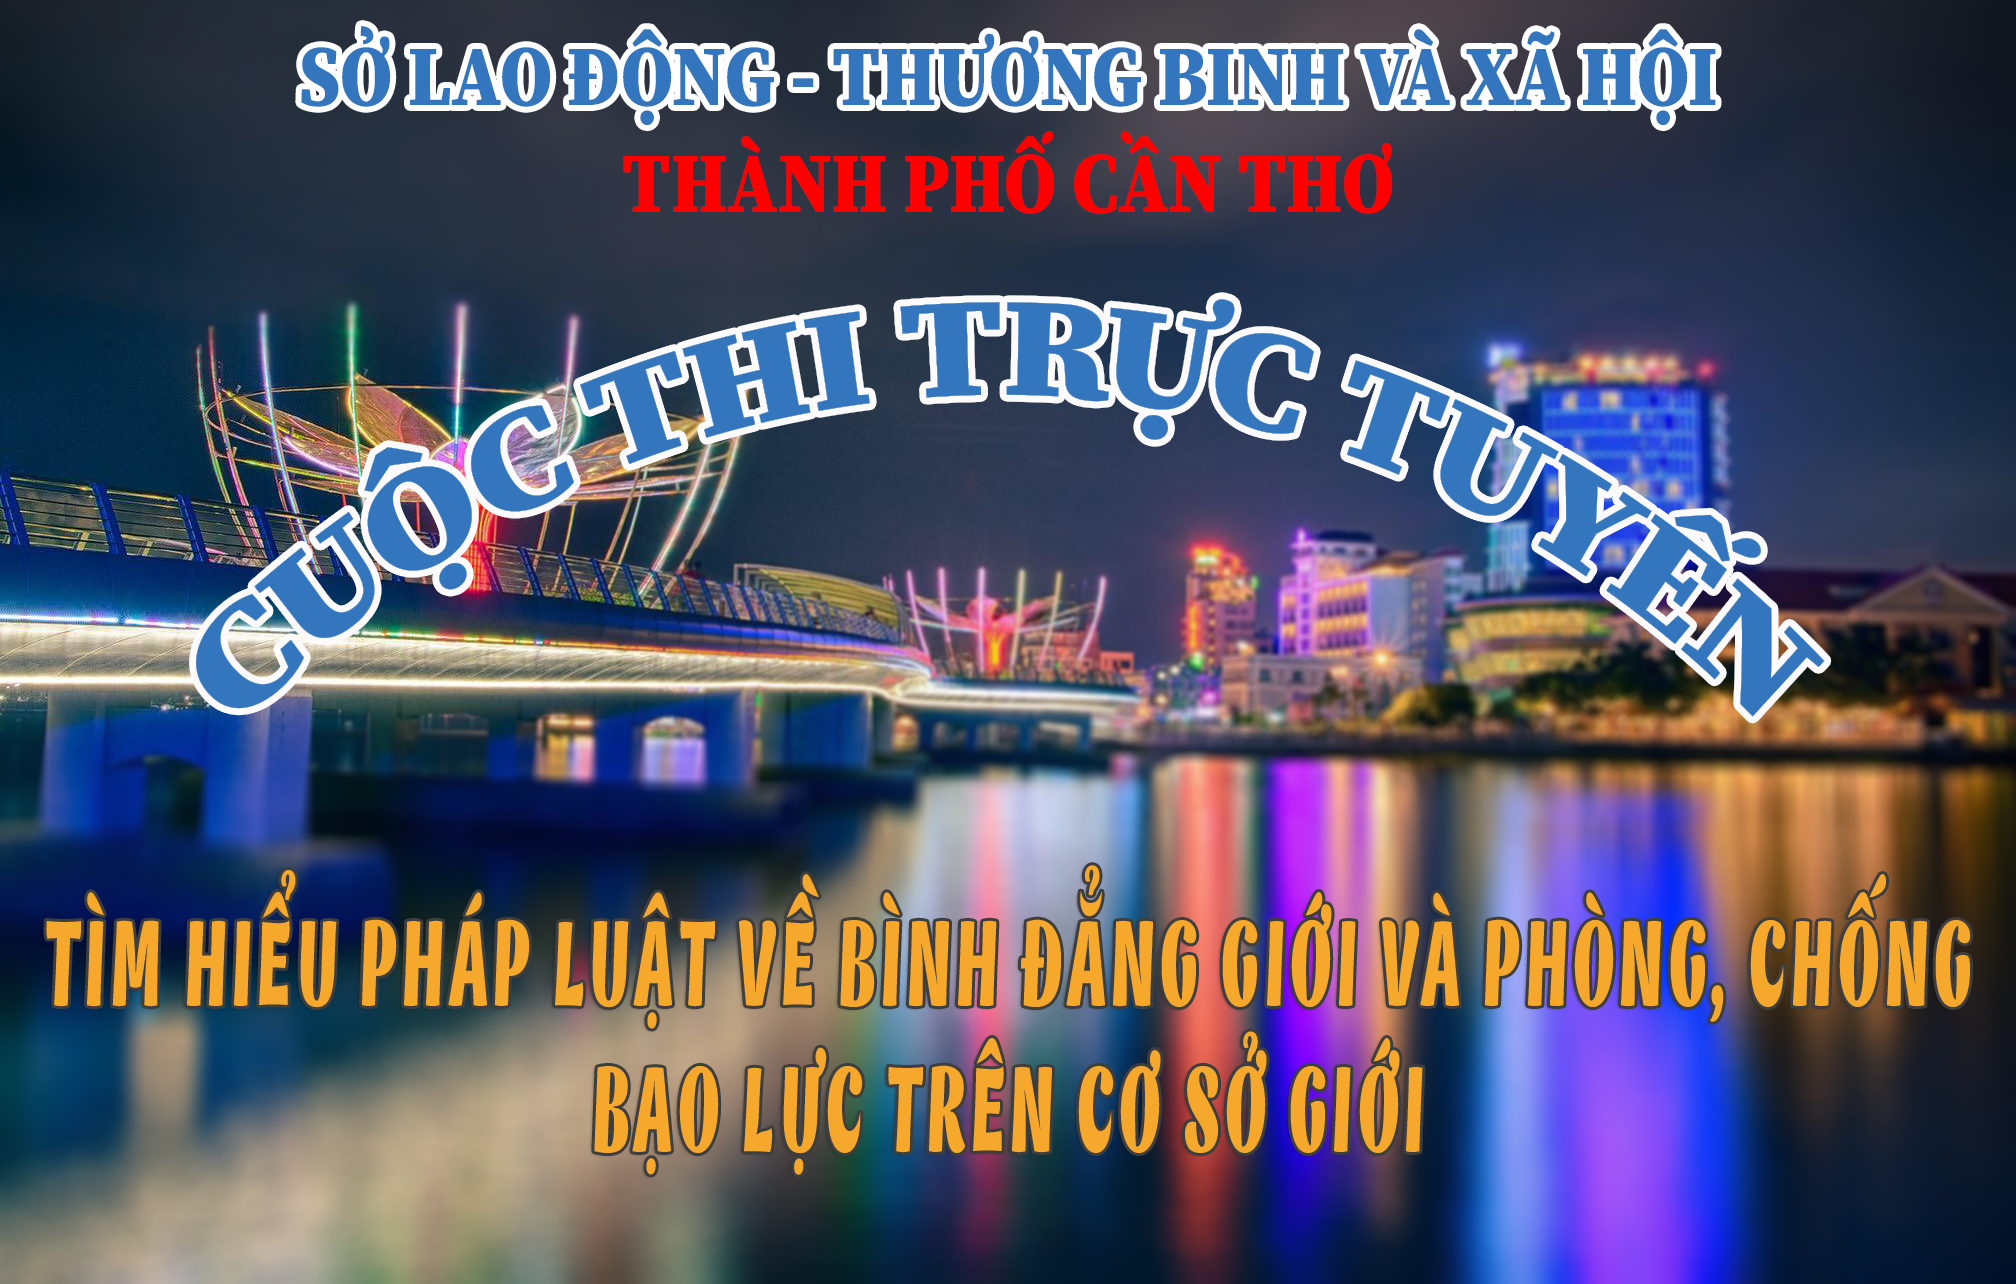 SỞ LAO ĐỘNG - THƯƠNG BINH VÀ XÃ HỘI
THÀNH PHỐ CẦN THƠ
CUỘC THI TRỰC TUYẾN
TÌM HIỂU PHÁP LUẬT VỀ BÌNH ĐẲNG GIỚI VÀ PHÒNG, CHỐNG
BẠO LỰC TRÊN CƠ SỞ GIỚI